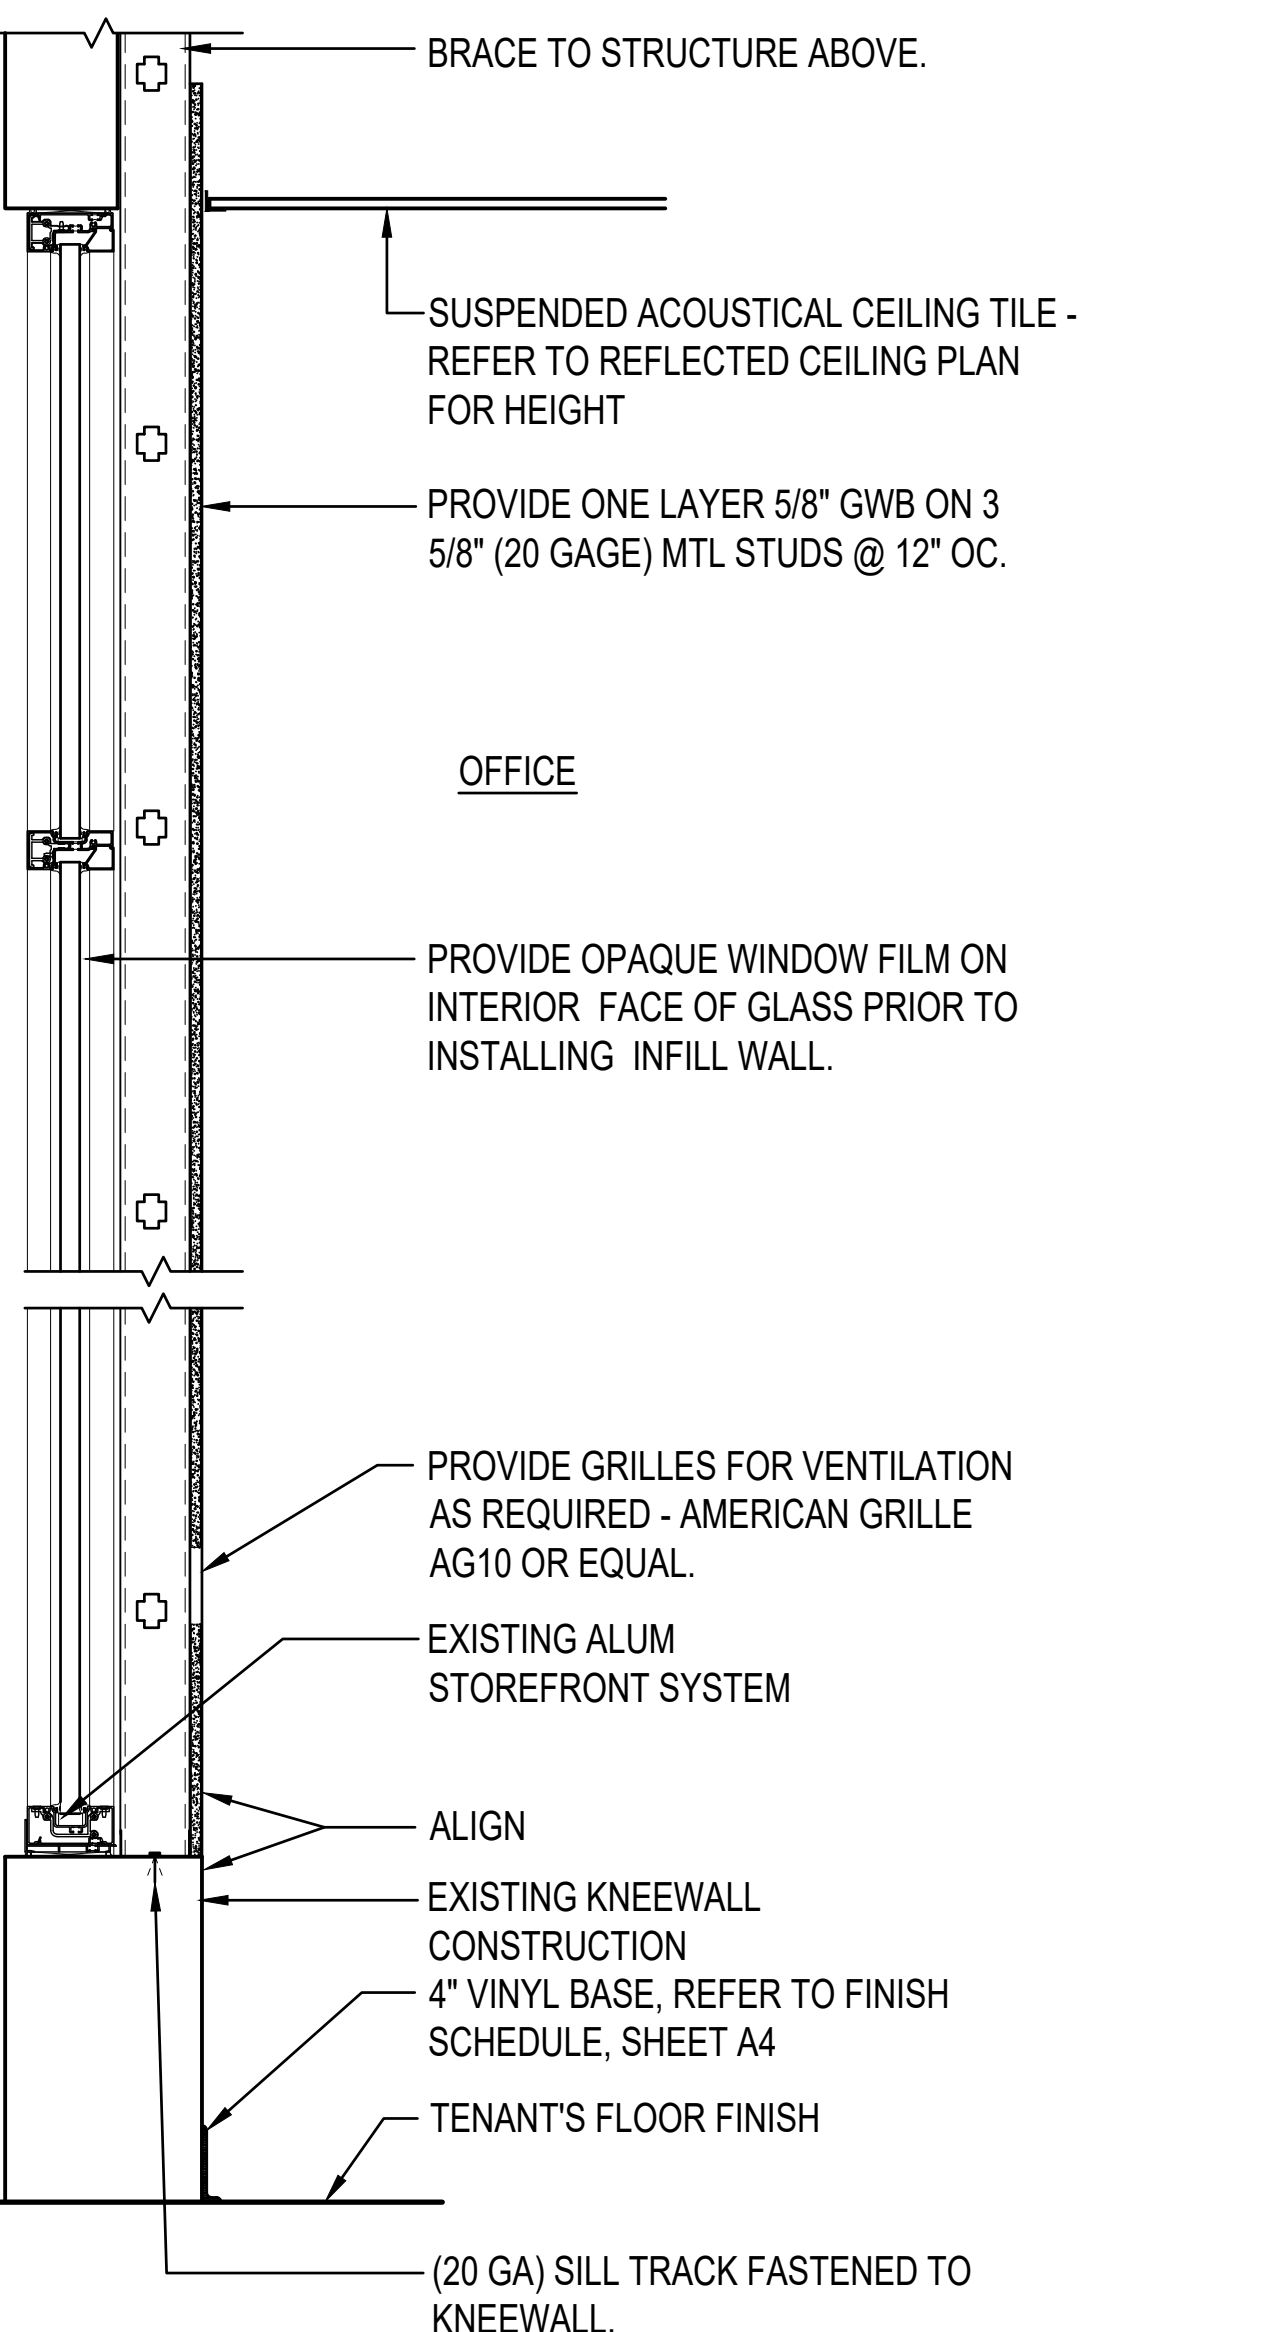 BRACE TO STRUCTURE ABOVE.
SUSPENDED ACOUSTICAL CEILING TILE -
REFER TO REFLECTED CEILING PLAN
FOR HEIGHT
PROVIDE ONE LAYER 5/8" GWB ON 3
5/8" (20 GAGE) MTL STUDS @ 12" OC.
OFFICE
PROVIDE OPAQUE WINDOW FILM ON
INTERIOR FACE OF GLASS PRIOR TO
INSTALLING INFILL WALL.
PROVIDE GRILLES FOR VENTILATION
AS REQUIRED - AMERICAN GRILLE
AG10 OR EQUAL.
EXISTING ALUM
STOREFRONT SYSTEM
ALIGN
EXISTING KNEEWALL
CONSTRUCTION
4" VINYL BASE, REFER TO FINISH
SCHEDULE, SHEET A4
TENANT'S FLOOR FINISH
(20 GA) SILL TRACK FASTENED TO
KNEEWALL.